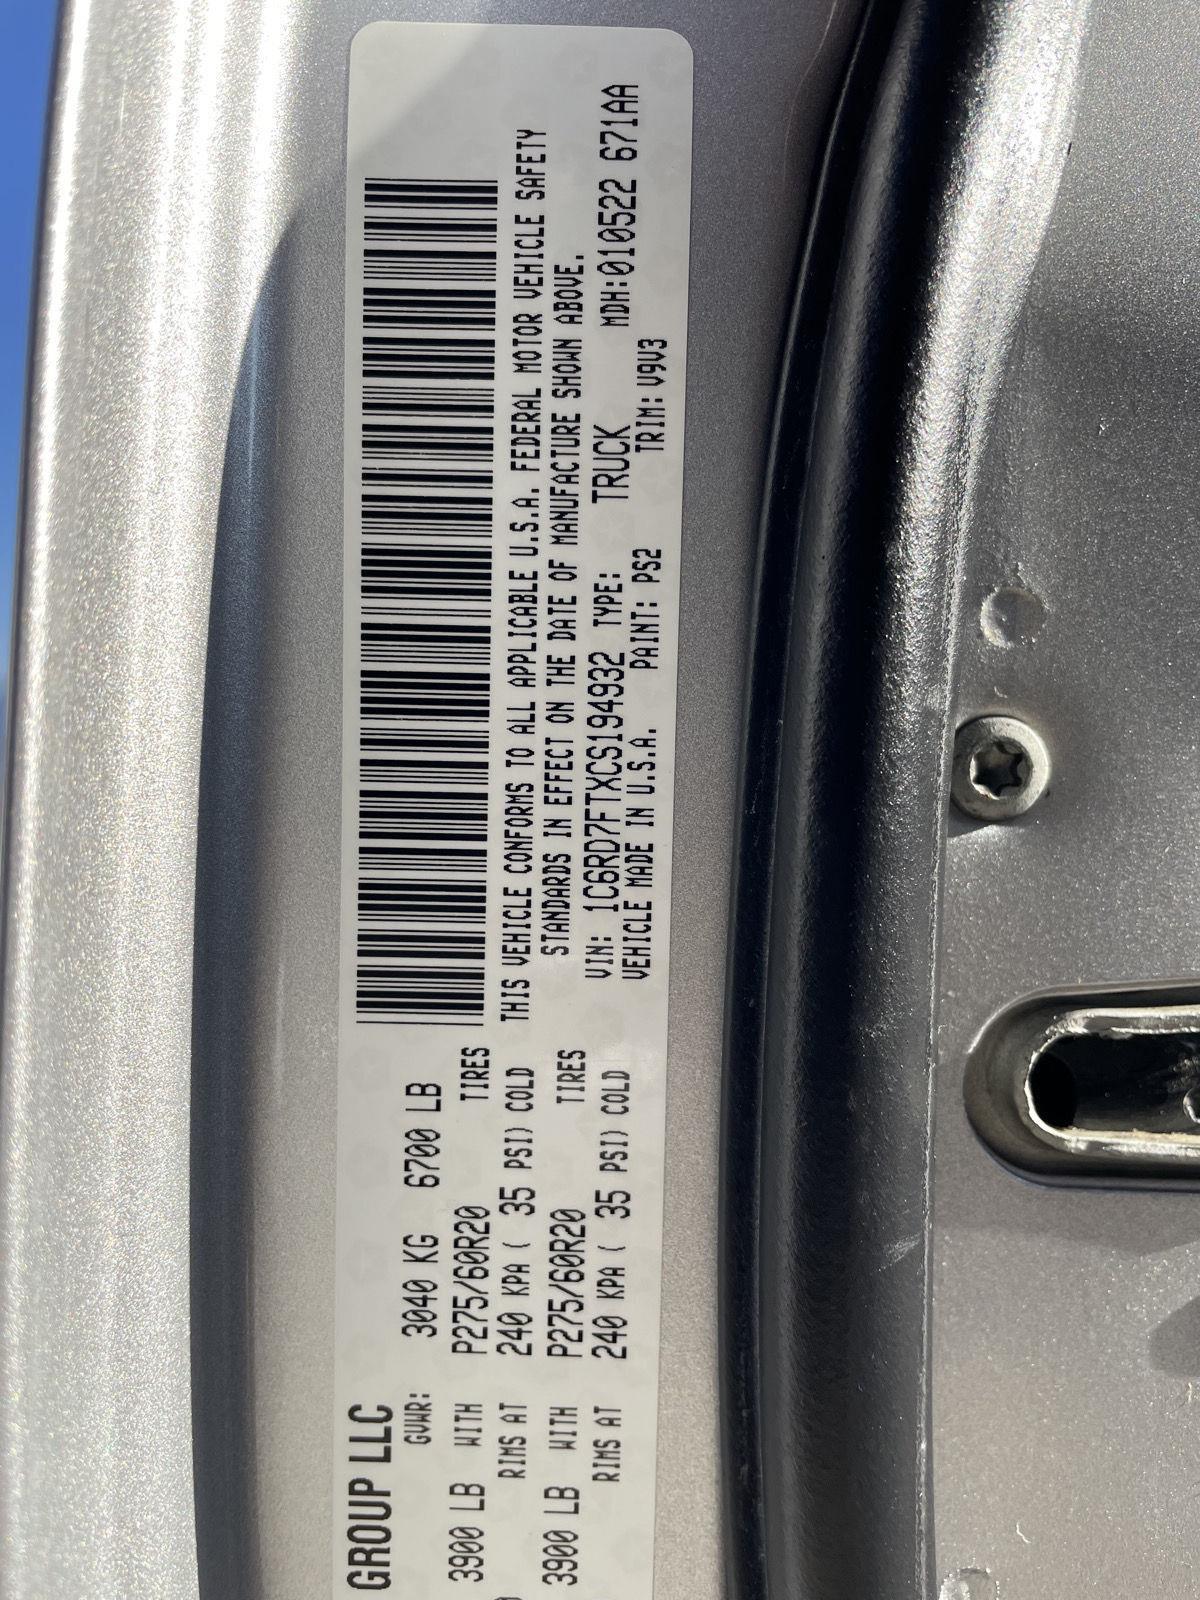 GROUP LLC
GVWR: 3040 KG 6700 LB
3900 LB WITH P275/60R20 TIRES
RIMS AT 240 KPA ( 35 PSI) COLD
3900 LB WITH P275/60R20 TIRES
RIMS AT 240 KPA ( 35 PSI) COLD
THIS VEHICLE CONFORMS TO ALL APPLICABLE U.S.A. FEDERAL MOTOR VEHICLE SAFETY
STANDARDS IN EFFECT ON THE DATE OF MANUFACTURE SHOWN ABOVE.
VIN: 1C6RD7FTXCS194932 TYPE: TRUCK MDH:010522 671AA
VEHICLE MADE IN U.S.A. PAINT: PS2 TRIM: V9V3